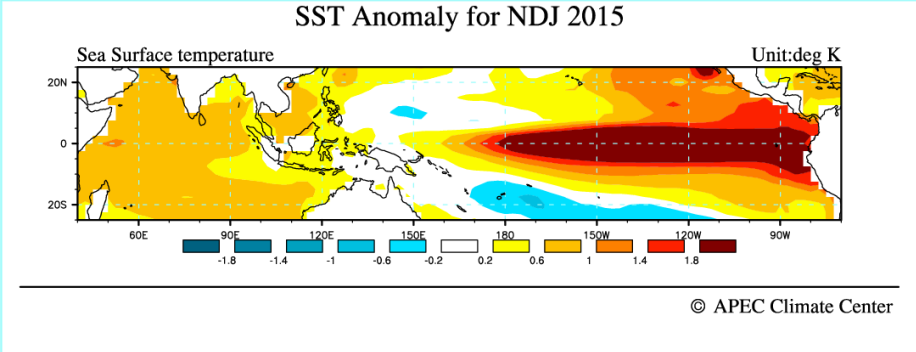 SST Anomaly for NDJ 2015
Sea Surface temperature Unit:deg K
20N
0
20S
60E 90E 120E 150E 180 150W 120W 90W
-1.8 -1.4 -1 -0.6 -0.2 0.2 0.6 1 1.4 1.8
© APEC Climate Center